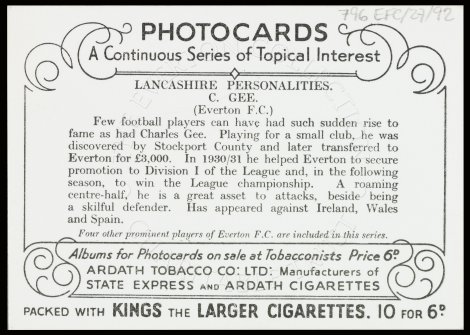 796 EFC/27/92
PHOTOCARDS
A Continuous Series of Topical Interest
LANCASHIRE PERSONALITIES.
C. GEE.
(Everton F.C.)
Few football players can have had such sudden rise to
fame as had Charles Gee. Playing for a small club, he was
discovered by Stockport County and later transferred to
Everton for £3,000. In 1930/31 he helped Everton to secure
promotion to Division I of the League and, in the following
season, to win the League championship. A roaming
centre-half, he is a great asset to attacks, beside being
a skilful defender. Has appeared against Ireland, Wales
and Spain.
Four other prominent players of Everton F.C. are included in this series.
Albums for Photocards on sale at Tobacconists Price 6D
ARDATH TOBACCO CO: LTD: Manufacturers of
STATE EXPRESS AND ARDATH CIGARETTES
PACKED WITH KINGS THE LARGER CIGARETTES. 10 FOR 6D